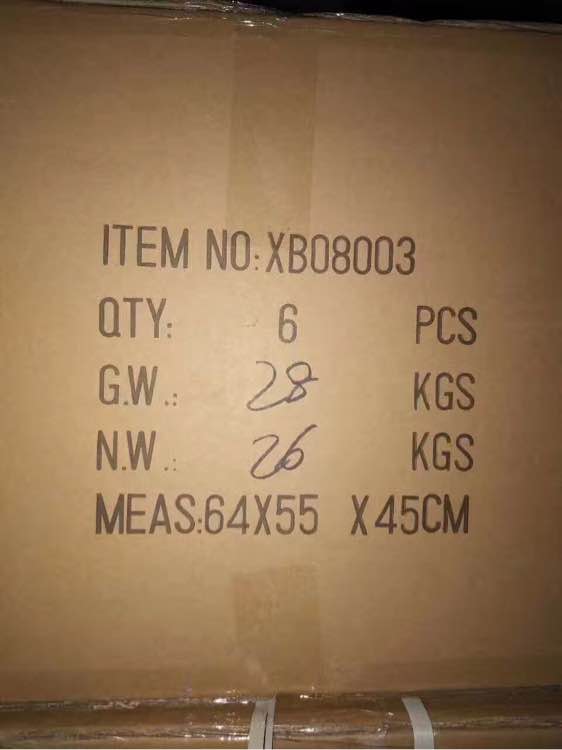 ITEM NO:XB08003
QTY: 6 PCS
G.W.: 28 KGS
N.W.: 26 KGS
MEAS:64X55 X45CM